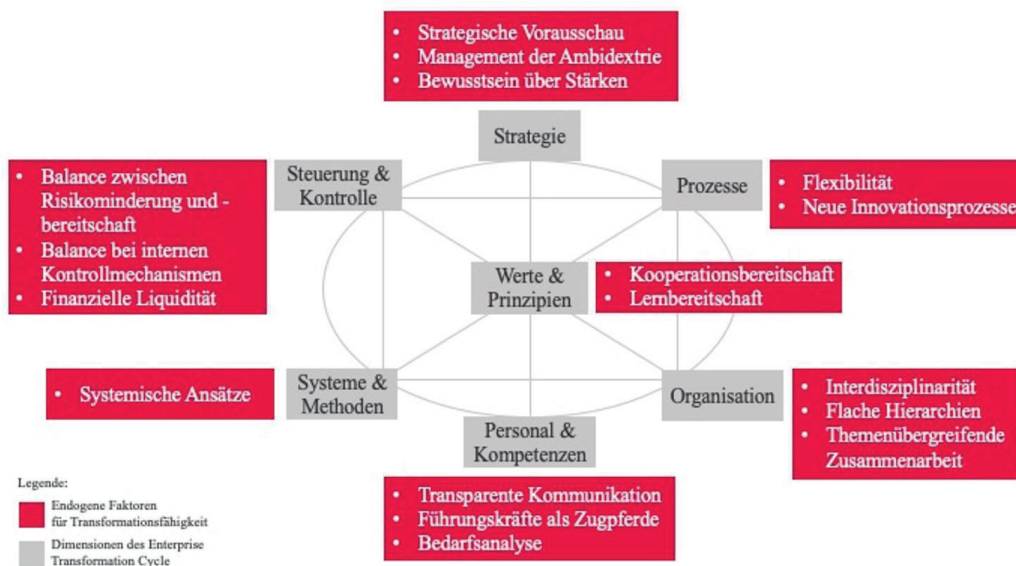 • Strategische Vorausschau
• Management der Ambidextrie
• Bewusstsein über Stärken
Strategie
• Balance zwischen
Risikominderung und -
bereitschaft
• Balance bei internen
Kontrollmechanismen
• Finanzielle Liquidität
Steuerung &
Kontrolle
Prozesse
• Flexibilität
• Neue Innovationsprozesse
Werte &
Prinzipien
• Kooperationsbereitschaft
• Lernbereitschaft
• Systemische Ansätze
Systeme &
Methoden
Organisation
• Interdisziplinarität
• Flache Hierarchien
• Themenübergreifende
Zusammenarbeit
Personal &
Kompetenzen
• Transparente Kommunikation
• Führungskräfte als Zugpferde
• Bedarfsanalyse
Legende:
Endogene Faktoren
für Transformationsfähigkeit
Dimensionen des Enterprise
Transformation Cycle